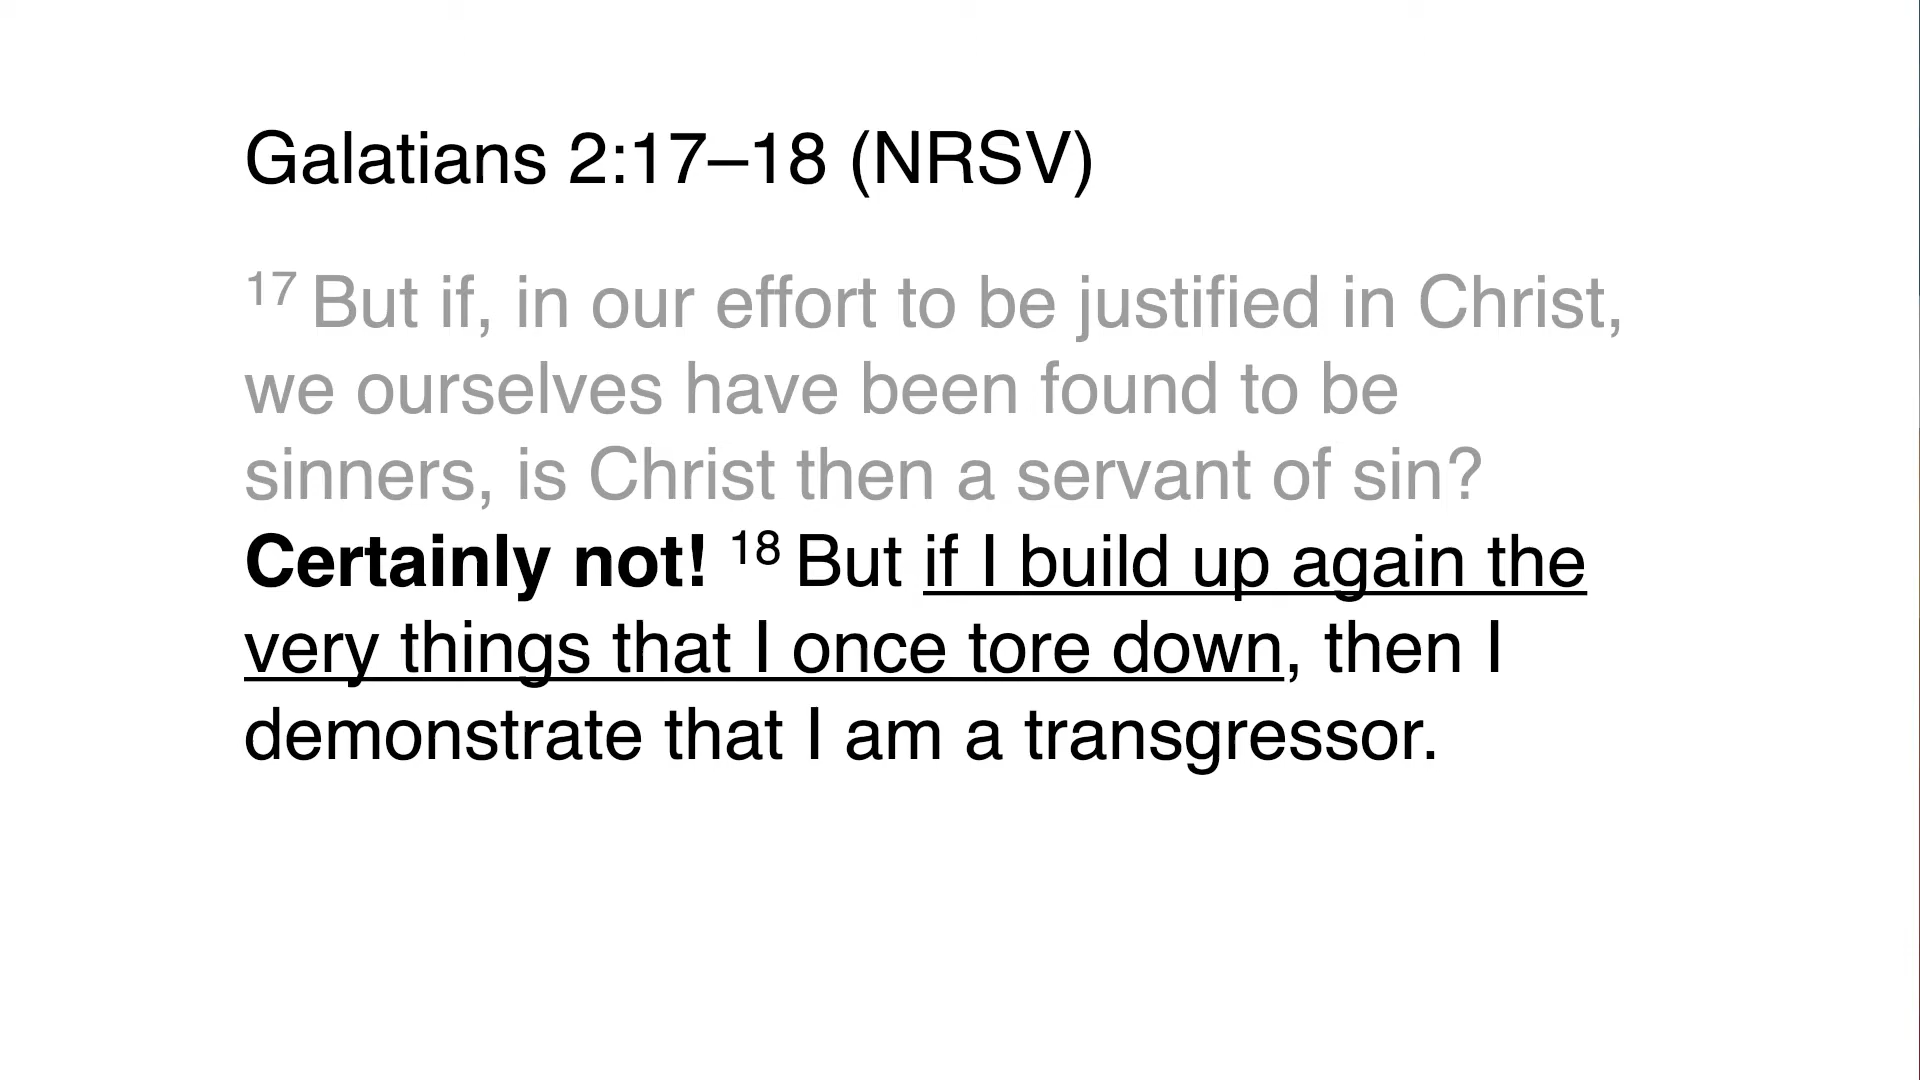 Galatians 2:17–18 (NRSV)
17 But if, in our effort to be justified in Christ,
we ourselves have been found to be
sinners, is Christ then a servant of sin?
Certainly not! 18 But if I build up again the
very things that I once tore down, then I
demonstrate that I am a transgressor.